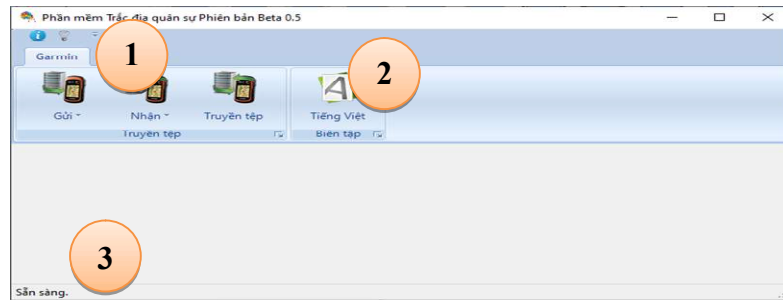 Phần mềm Trắc địa quân sự Phiên bản Beta 0.5
Garmin
1
2
Gửi
Nhận
Truyền tệp
Tiếng Việt
Truyền tệp
Biên tập
3
Sẵn sàng.